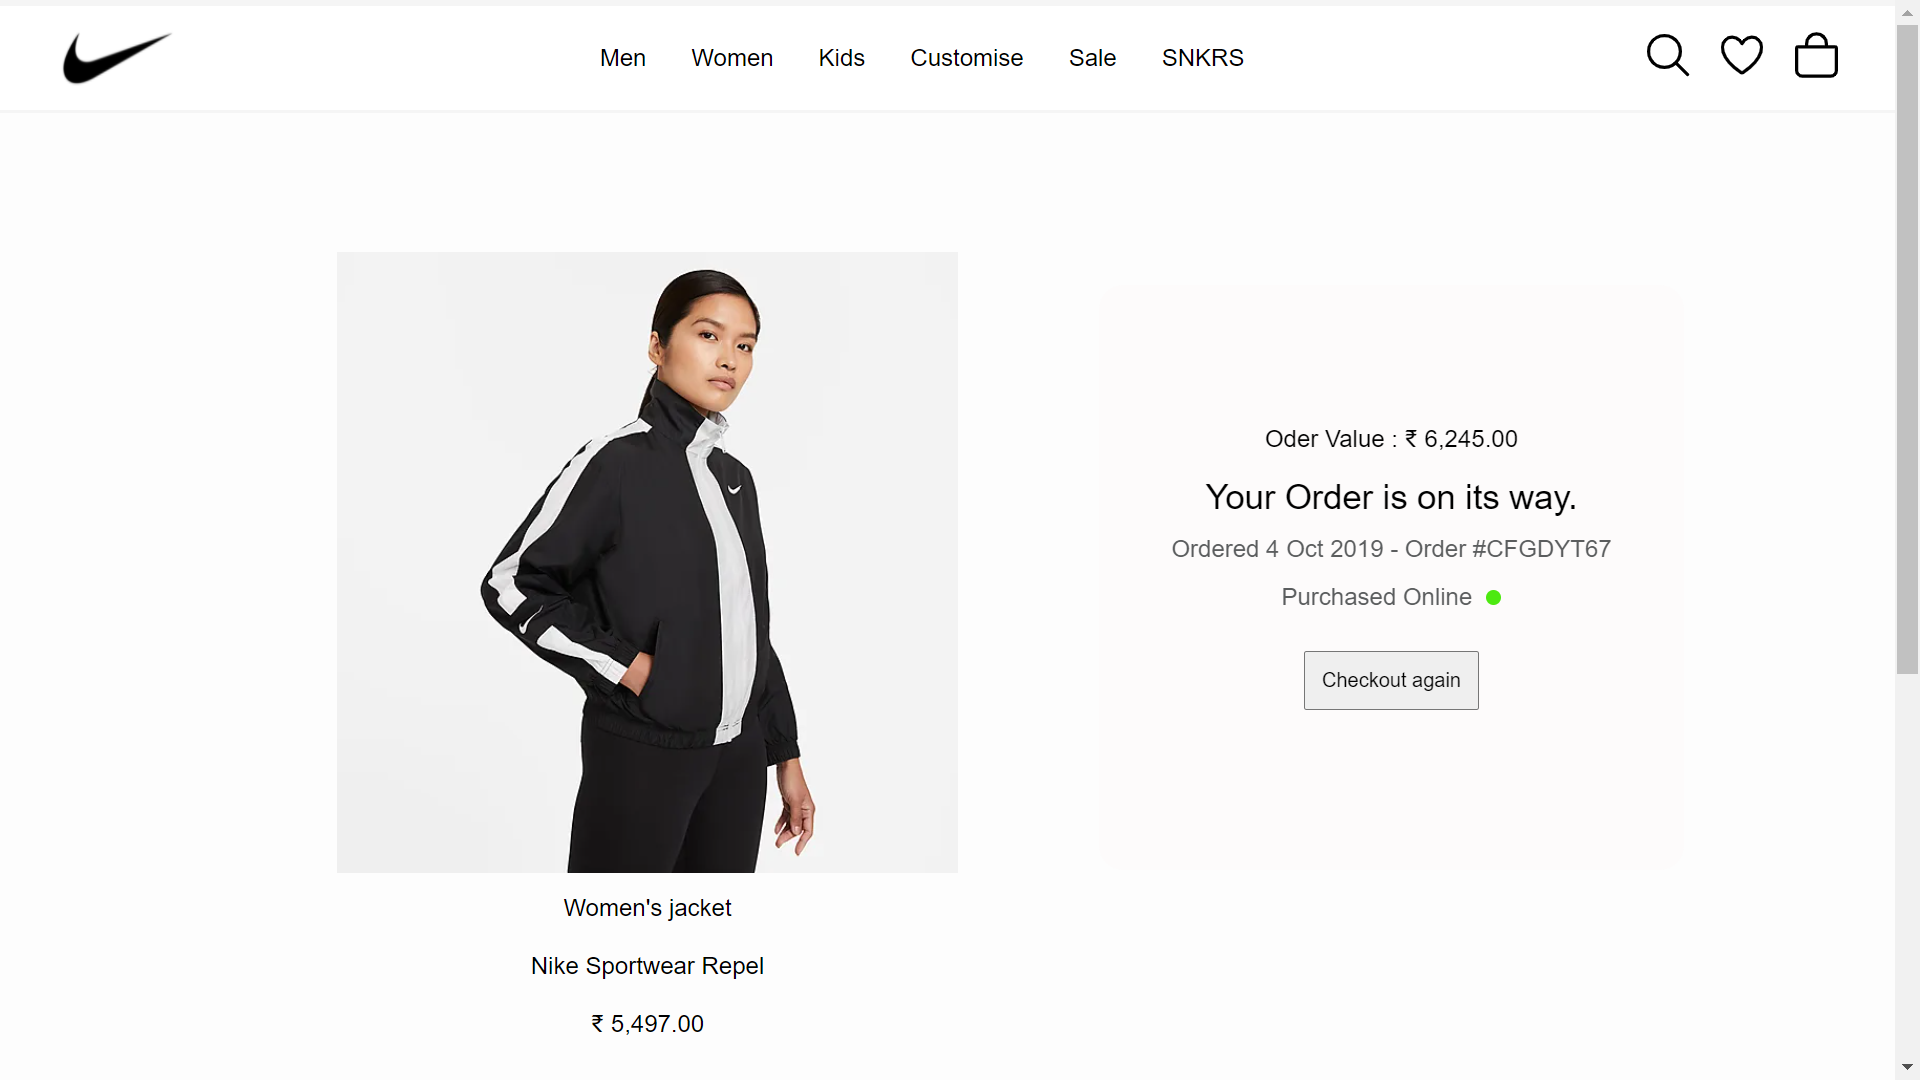 Men Women Kids Customise Sale SNKRS
Oder Value : ₹ 6,245.00
Your Order is on its way.
Ordered 4 Oct 2019 - Order #CFGDYT67
Purchased Online
Checkout again
Women's jacket
Nike Sportwear Repel
₹ 5,497.00